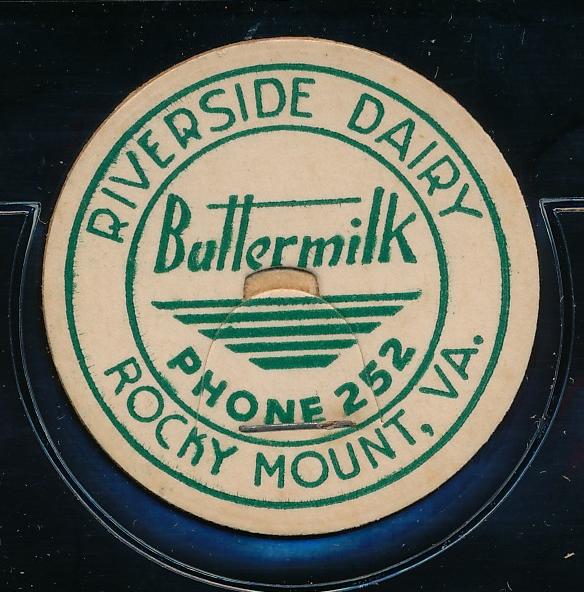 RIVERSIDE DAIRY
Buttermilk
PHONE 252
ROCKY MOUNT, VA.